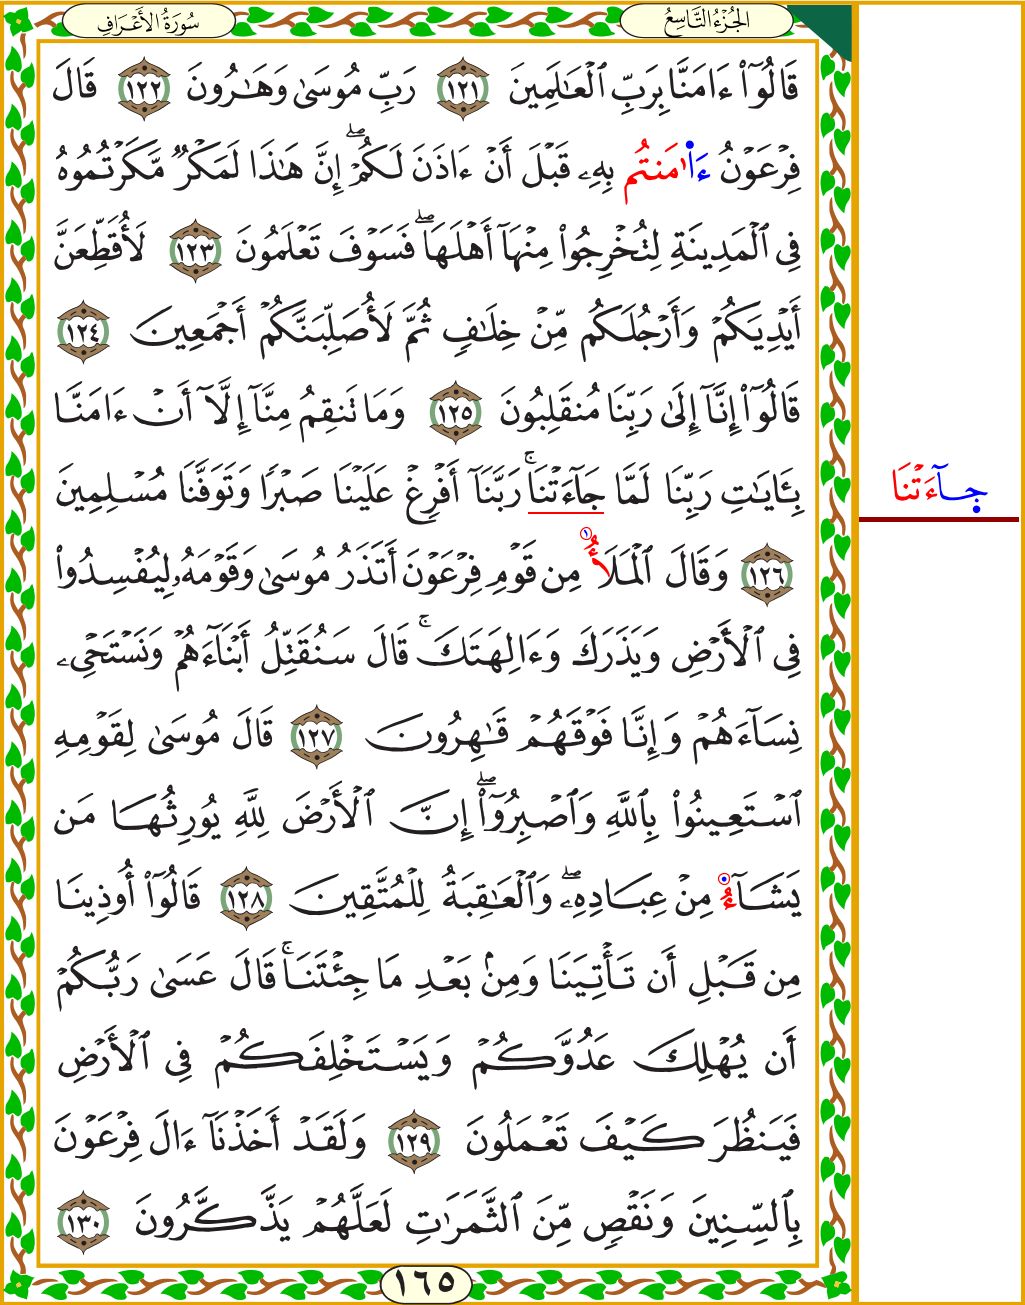 سُورَةُ الأَعْرَافِ
الجُزْءُ التَّاسِعُ
قَالُوٓاْ ءَامَنَّا بِرَبِّ ٱلْعَٰلَمِينَ ١٢١ رَبِّ مُوسَىٰ وَهَٰرُونَ ١٢٢ قَالَ
فِرْعَوْنُ ءَا۬مَنتُم بِهِۦ قَبْلَ أَنْ ءَاذَنَ لَكُمْۖ إِنَّ هَٰذَا لَمَكْرٌ مَّكَرْتُمُوهُ
فِي ٱلْمَدِينَةِ لِتُخْرِجُواْ مِنْهَآ أَهْلَهَاۖ فَسَوْفَ تَعْلَمُونَ ١٢٣ لَأُقَطِّعَنَّ
أَيْدِيَكُمْ وَأَرْجُلَكُم مِّنْ خِلَٰفٍ ثُمَّ لَأُصَلِّبَنَّكُمْ أَجْمَعِينَ ١٢٤
قَالُوٓاْ إِنَّآ إِلَىٰ رَبِّنَا مُنقَلِبُونَ ١٢٥ وَمَا تَنقِمُ مِنَّآ إِلَّآ أَنْ ءَامَنَّا
بِـَٔايَٰتِ رَبِّنَا لَمَّا جَآءَتْنَاۚ رَبَّنَآ أَفْرِغْ عَلَيْنَا صَبْرًا وَتَوَفَّنَا مُسْلِمِينَ
١٢٦ وَقَالَ ٱلْمَلَأُ ١ مِن قَوْمِ فِرْعَوْنَ أَتَذَرُ مُوسَىٰ وَقَوْمَهُۥ لِيُفْسِدُواْ
فِي ٱلْأَرْضِ وَيَذَرَكَ وَءَالِهَتَكَۚ قَالَ سَنُقَتِّلُ أَبْنَآءَهُمْ وَنَسْتَحْيِۦ
نِسَآءَهُمْ وَإِنَّا فَوْقَهُمْ قَٰهِرُونَ ١٢٧ قَالَ مُوسَىٰ لِقَوْمِهِ
ٱسْتَعِينُواْ بِٱللَّهِ وَٱصْبِرُوٓاْۖ إِنَّ ٱلْأَرْضَ لِلَّهِ يُورِثُهَا مَن
يَشَآءُ مِنْ عِبَادِهِۦۖ وَٱلْعَٰقِبَةُ لِلْمُتَّقِينَ ١٢٨ قَالُوٓاْ أُوذِينَا
مِن قَبْلِ أَن تَأْتِيَنَا وَمِنۢ بَعْدِ مَا جِئْتَنَاۚ قَالَ عَسَىٰ رَبُّكُمْ
أَن يُهْلِكَ عَدُوَّكُمْ وَيَسْتَخْلِفَكُمْ فِي ٱلْأَرْضِ
فَيَنظُرَ كَيْفَ تَعْمَلُونَ ١٢٩ وَلَقَدْ أَخَذْنَآ ءَالَ فِرْعَوْنَ
بِٱلسِّنِينَ وَنَقْصٍ مِّنَ ٱلثَّمَرَٰتِ لَعَلَّهُمْ يَذَّكَّرُونَ ١٣٠
جآءَتْنَا
١٦٥